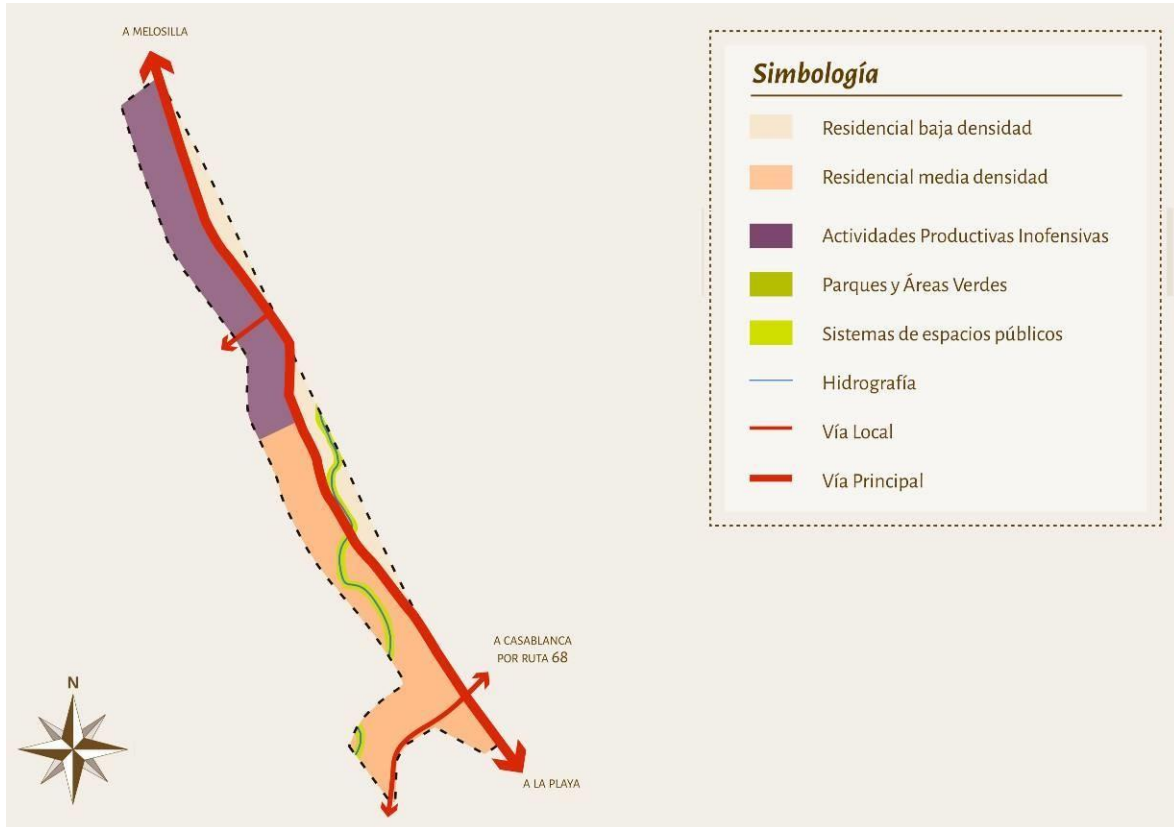 A MELOSILLA
Simbología
Residencial baja densidad
Residencial media densidad
Actividades Productivas Inofensivas
Parques y Áreas Verdes
Sistemas de espacios públicos
Hidrografía
Vía Local
Vía Principal
A CASABLANCA
POR RUTA 68
N
A LA PLAYA